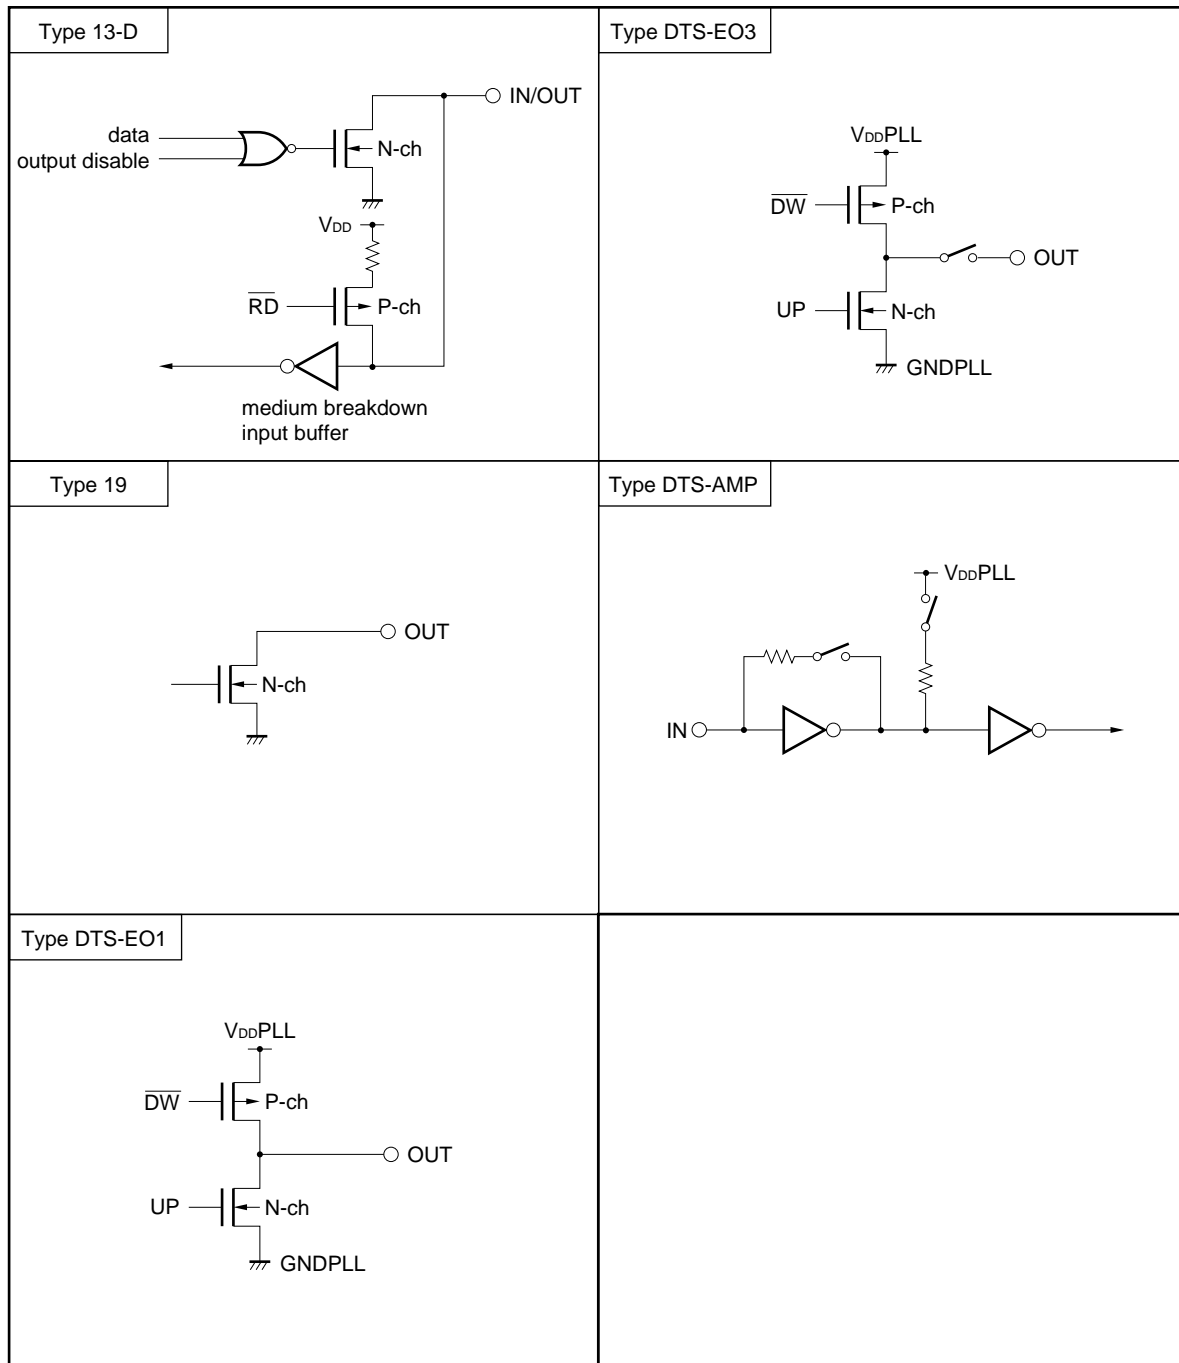 Type 13-D
data
output disable
N-ch
IN/OUT
VDD
RD
P-ch
medium breakdown
input buffer
Type DTS-EO3
VDDPLL
DW
P-ch
OUT
UP
N-ch
GNDPLL
Type 19
OUT
N-ch
Type DTS-AMP
VDDPLL
IN
Type DTS-EO1
VDDPLL
DW
P-ch
OUT
UP
N-ch
GNDPLL